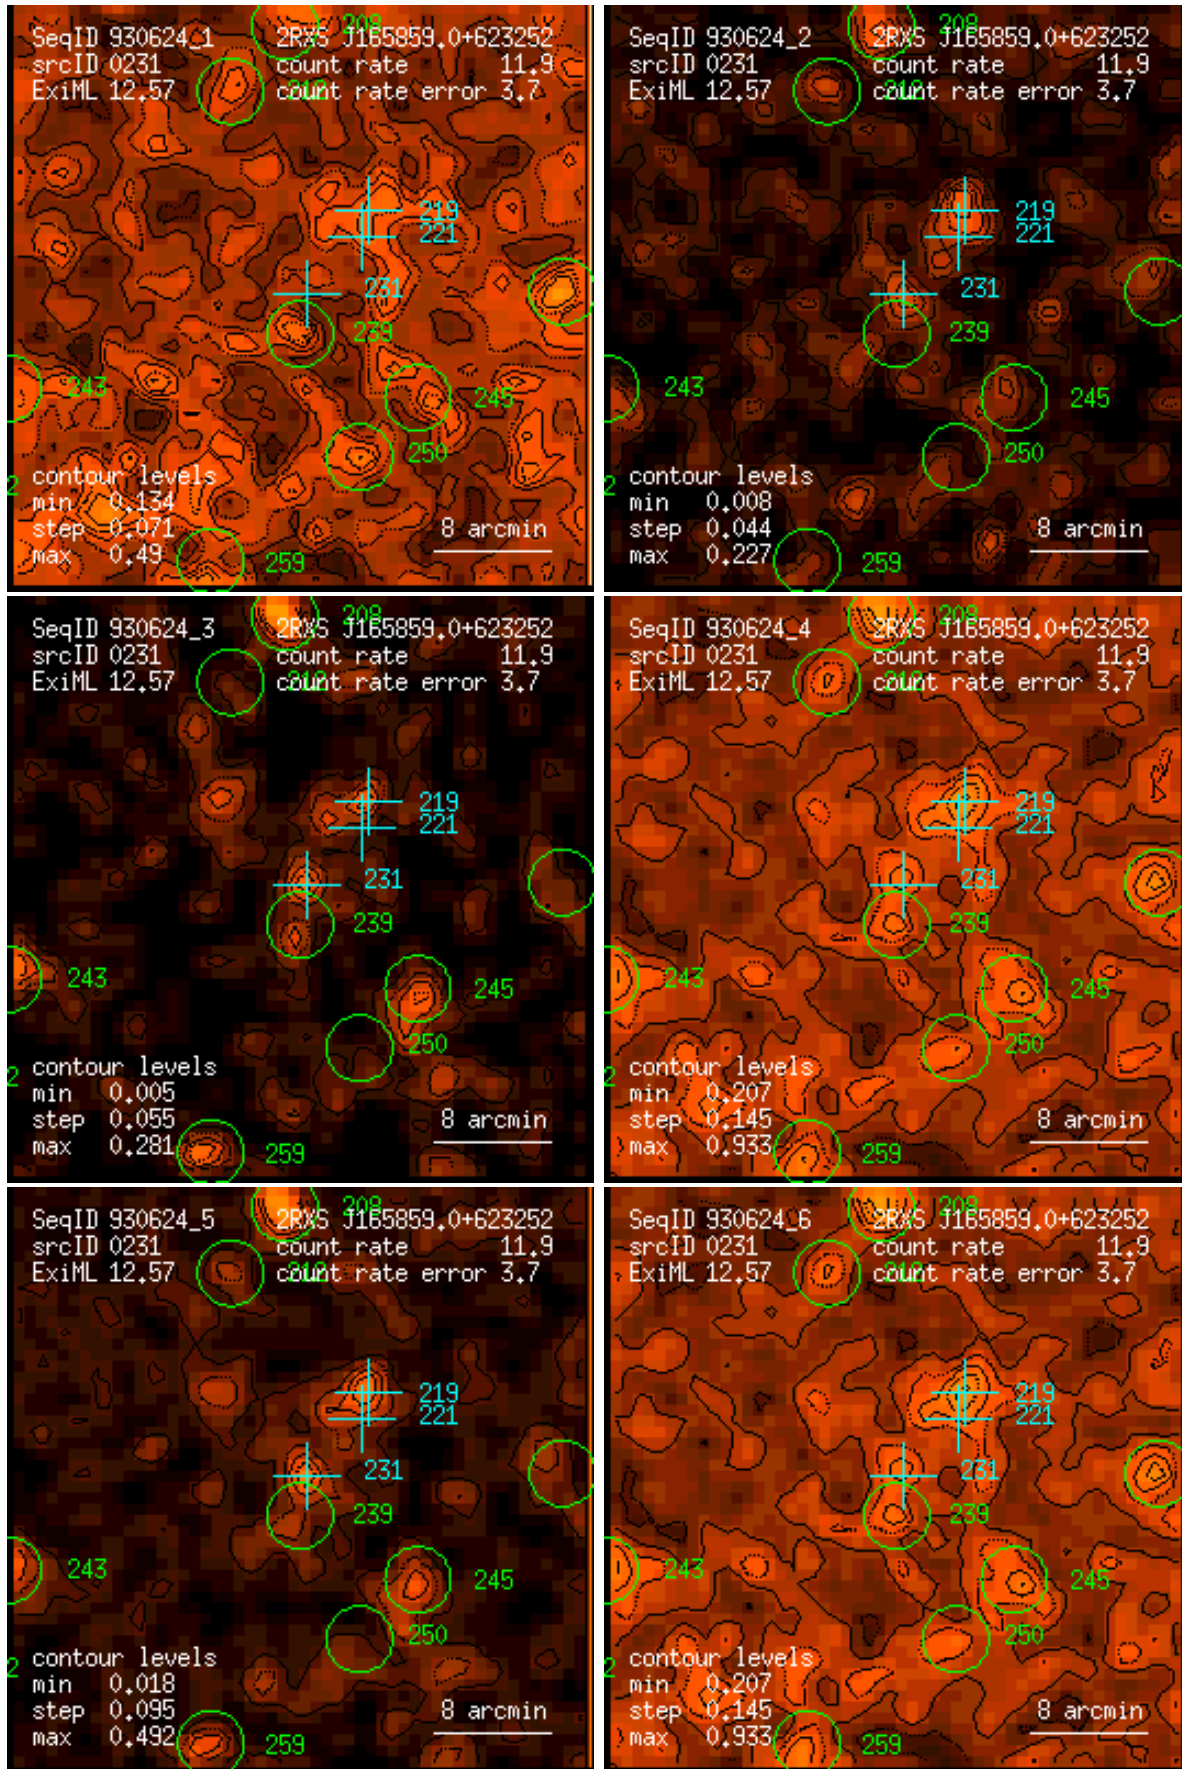 208
SeqID 930624_1 2RXS J165859.0+623252
srcID 0231 count rate 11.9
ExiML 12.57 count rate error 3.7
219
221
231
239
243
245
250
2
contour levels
min 0.134
step 0.071
max 0.49
8 arcmin
259
208
SeqID 930624_2 2RXS J165859.0+623252
srcID 0231 count rate 11.9
ExiML 12.57 count rate error 3.7
219
221
231
239
243
245
250
2
contour levels
min 0.008
step 0.044
max 0.227
8 arcmin
259
208
SeqID 930624_3 2RXS J165859.0+623252
srcID 0231 count rate 11.9
ExiML 12.57 count rate error 3.7
219
221
231
239
243
245
250
2
contour levels
min 0.005
step 0.055
max 0.281
8 arcmin
259
208
SeqID 930624_4 2RXS J165859.0+623252
srcID 0231 count rate 11.9
ExiML 12.57 count rate error 3.7
219
221
231
239
243
245
250
2
contour levels
min 0.207
step 0.145
max 0.933
8 arcmin
259
208
SeqID 930624_5 2RXS J165859.0+623252
srcID 0231 count rate 11.9
ExiML 12.57 count rate error 3.7
219
221
231
239
243
245
250
2
contour levels
min 0.018
step 0.095
max 0.492
8 arcmin
259
208
SeqID 930624_6 2RXS J165859.0+623252
srcID 0231 count rate 11.9
ExiML 12.57 count rate error 3.7
219
221
231
239
243
245
250
2
contour levels
min 0.207
step 0.145
max 0.933
8 arcmin
259